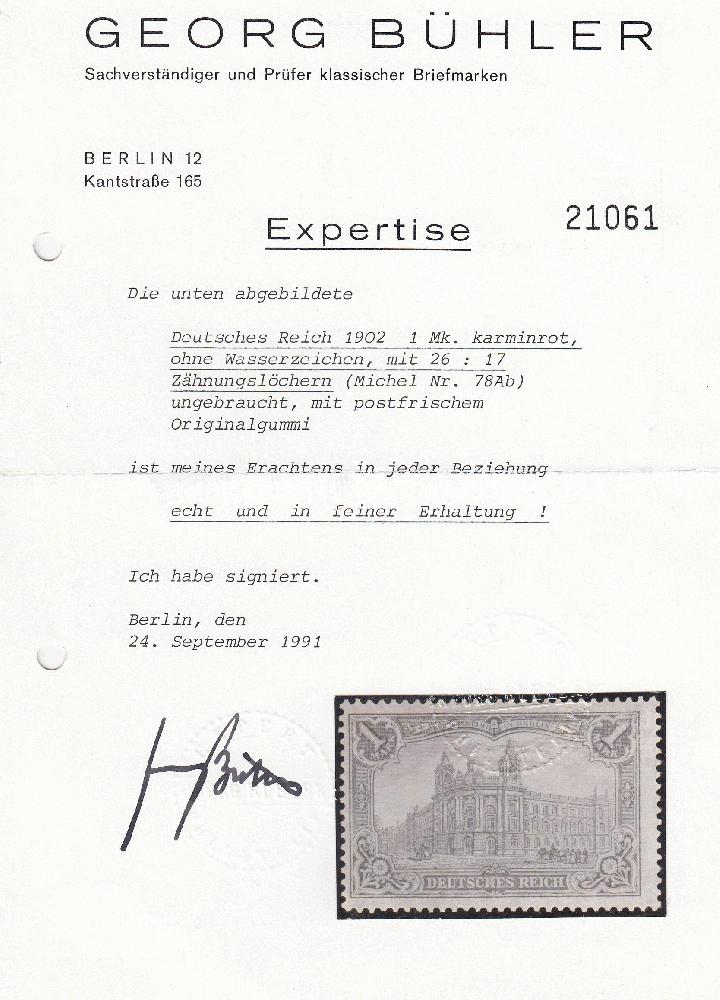 GEORG BÜHLER
Sachverständiger und Prüfer klassischer Briefmarken
BERLIN 12
Kantstraße 165
Expertise
21061
Die unten abgebildete
Deutsches Reich 1902 1 Mk. karminrot,
ohne Wasserzeichen, mit 26 : 17
Zähnungslöchern (Michel Nr. 78Ab)
ungebraucht, mit postfrischem
Originalgummi
ist meines Erachtens in jeder Beziehung
echt und in feiner Erhaltung !
Ich habe signiert.
Berlin, den
24. September 1991
1 1
DEUTSCHES REICH